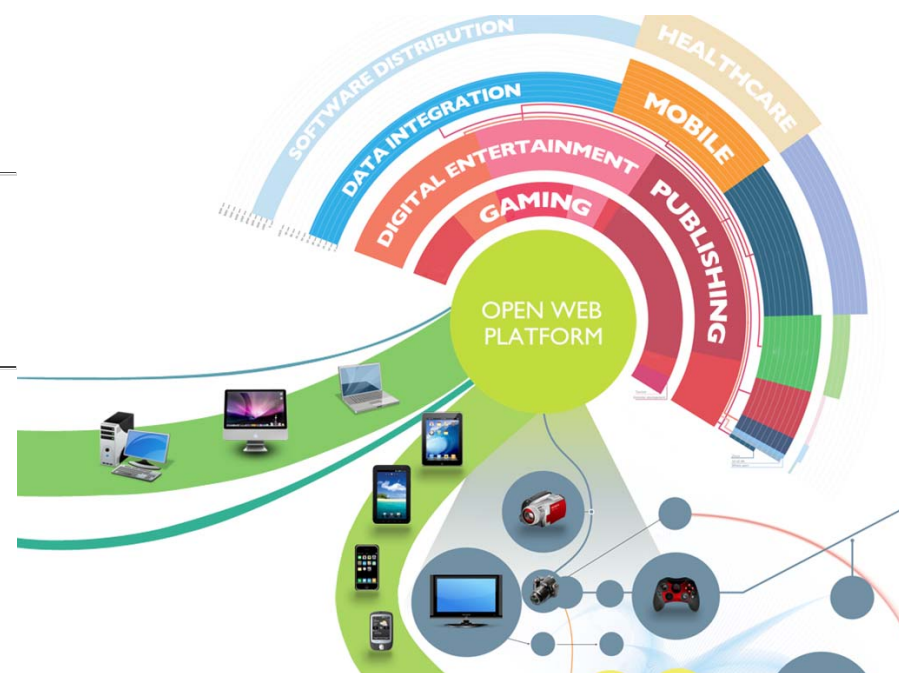 SOFTWARE DISTRIBUTION
HEALTHCARE
DATA INTEGRATION
MOBILE
DIGITAL ENTERTAINMENT
PUBLISHING
GAMING
OPEN WEB
PLATFORM